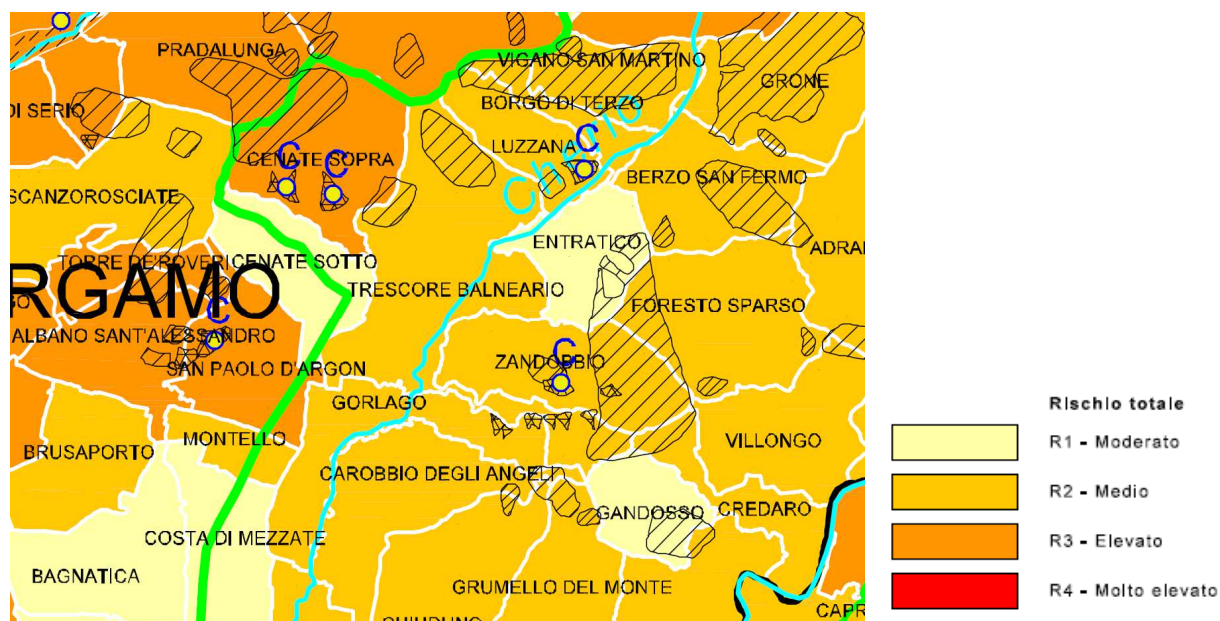 PRADALUNGA
VIGANO SAN MARTINO
GRONE
BORGO DI TERZO
DI SERIO
Cherio
C
LUZZANA
C
C
CENATE SOPRA
BERZO SAN FERMO
SCANZOROSCIATE
ENTRATICO
ADRA
TORRE DE'ROVERI
CENATE SOTTO
TRESCORE BALNEARIO
RGAMO
BO
FORESTO SPARSO
C
ALBANO SANT'ALESSANDRO
C
ZANDOBBIO
SAN PAOLO D'ARGON
GORLAGO
MONTELLO
VILLONGO
BRUSAPORTO
CAROBBIO DEGLI ANGELI
GANDOSSO
CREDARO
COSTA DI MEZZATE
BAGNATICA
GRUMELLO DEL MONTE
CAPR
CHIUDUNO
Rischio totale
R1 - Moderato
R2 - Medio
R3 - Elevato
R4 - Molto elevato